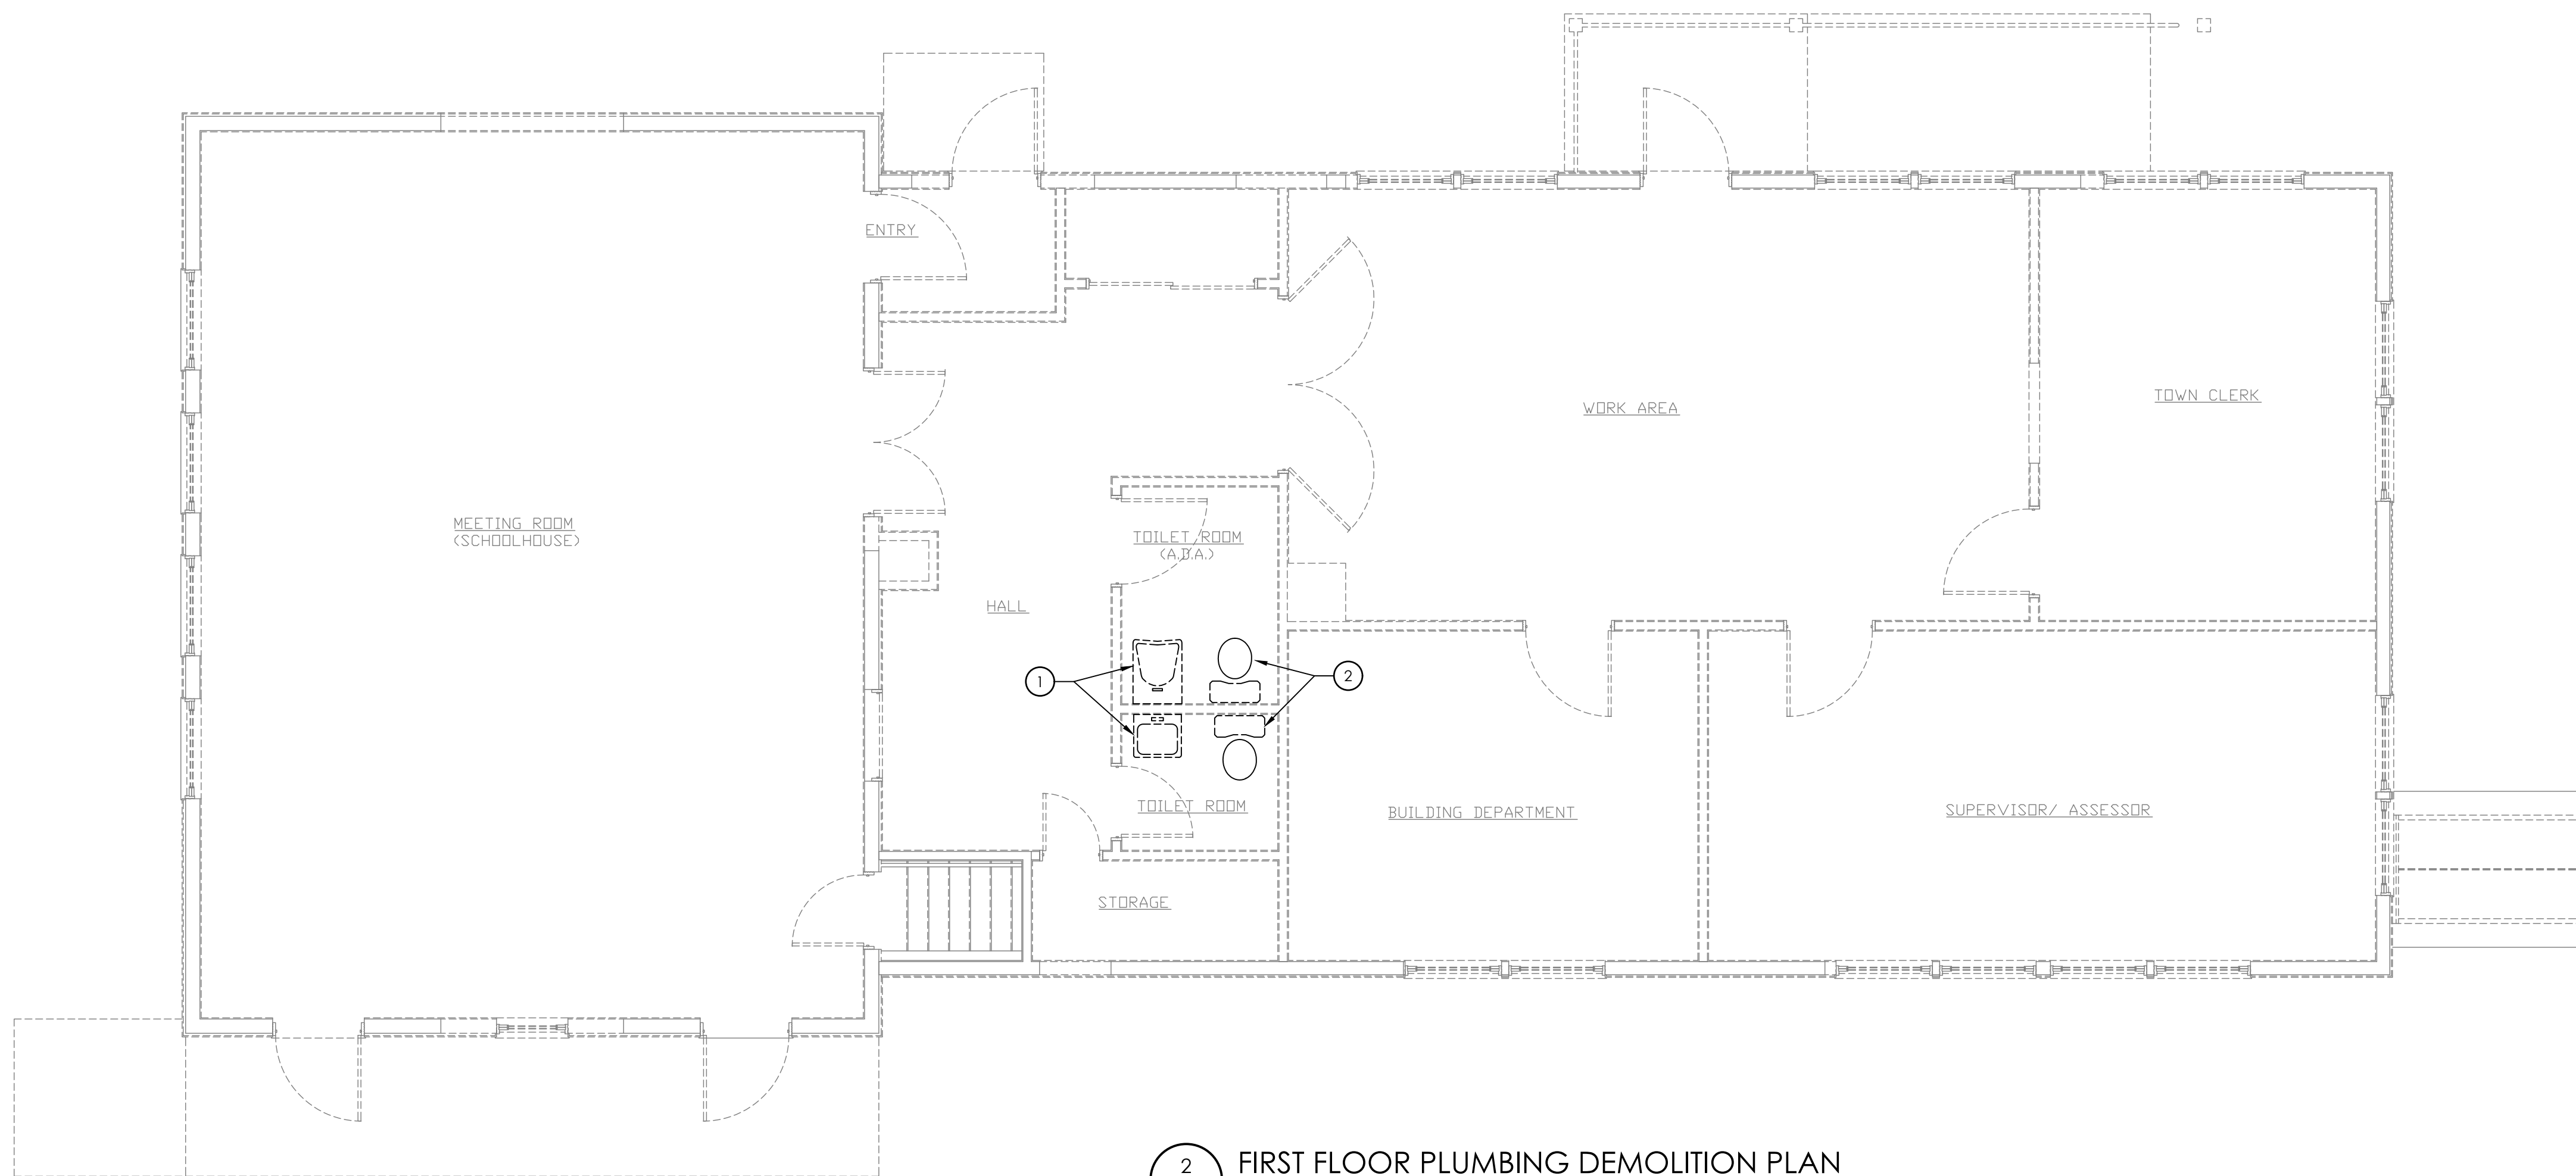 ENTRY
WORK AREA
TOWN CLERK
MEETING ROOM
(SCHOOLHOUSE)
TOILET ROOM
(A.D.A.)
HALL
1
2
TOILET ROOM
BUILDING DEPARTMENT
SUPERVISOR/ ASSESSOR
STORAGE
2
FIRST FLOOR PLUMBING DEMOLITION PLAN